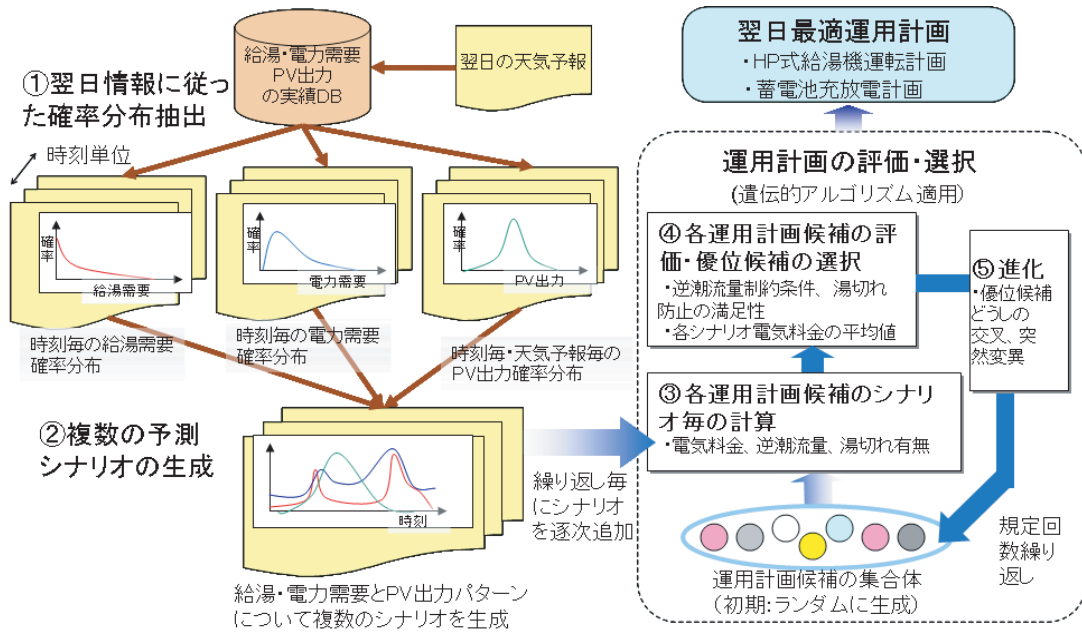 給湯・電力需要
PV出力
の実績DB
翌日の天気予報
①翌日情報に従っ
た確率分布抽出
時刻単位
確率
給湯需要
確率
電力需要
確率
PV出力
時刻毎の給湯需要
確率分布
時刻毎の電力需要
確率分布
時刻毎・天気予報毎の
PV出力確率分布
②複数の予測
シナリオの生成
時刻
給湯・電力需要とPV出力パターン
について複数のシナリオを生成
繰り返し毎
にシナリオ
を逐次追加
翌日最適運用計画
・HP式給湯機運転計画
・蓄電池充放電計画
運用計画の評価・選択
(遺伝的アルゴリズム適用)
④各運用計画候補の評
価・優位候補の選択
・逆潮流量制約条件、湯切れ
防止の満足性
・各シナリオ電気料金の平均値
⑤進化
・優位候補
どうしの
交叉、突
然変異
③各運用計画候補のシナリ
オ毎の計算
・電気料金、逆潮流量、湯切れ有無
規定回
数繰り
返し
運用計画候補の集合体
(初期:ランダムに生成)